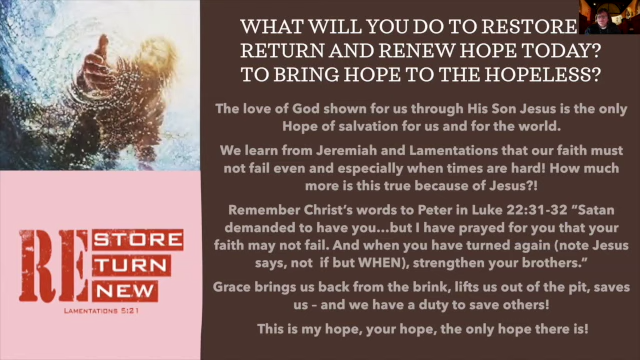 WHAT WILL YOU DO TO RESTORE
RETURN AND RENEW HOPE TODAY?
TO BRING HOPE TO THE HOPELESS?
The love of God shown for us through His Son Jesus is the only
Hope of salvation for us and for the world.
We learn from Jeremiah and Lamentations that our faith must
not fail even and especially when times are hard! How much
more is this true because of Jesus?!
Remember Christ's words to Peter in Luke 22:31-32 "Satan
demanded to have you...but I have prayed for you that your
faith may not fail. And when you have turned again (note Jesus
says, not if but WHEN), strengthen your brothers."
Grace brings us back from the brink, lifts us out of the pit, saves
us – and we have a duty to save others!
This is my hope, your hope, the only hope there is!
RE STORE
TURN
NEW
LAMENTATIONS 5:21